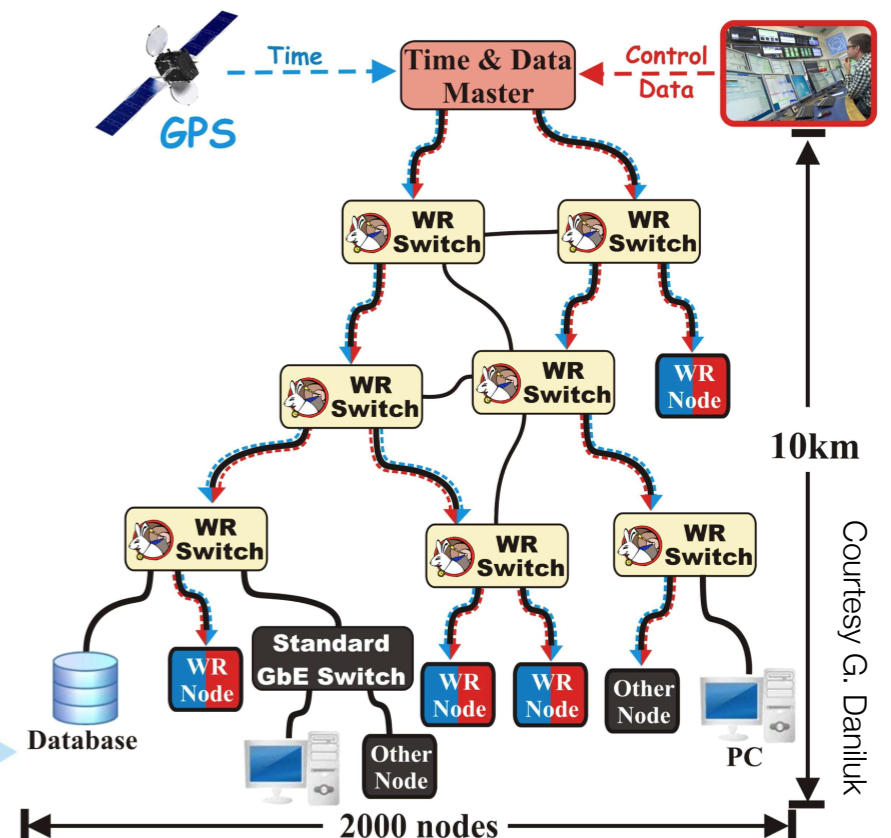 Time
GPS
Time & Data
Master
Control
Data
WR
Switch
WR
Switch
WR
Switch
WR
Switch
WR
Node
10km
WR
Switch
WR
Switch
WR
Switch
Database
WR
Node
Standard
GbE Switch
Other
Node
WR
Node
WR
Node
Other
Node
PC
2000 nodes
Courtesy G. Daniluk